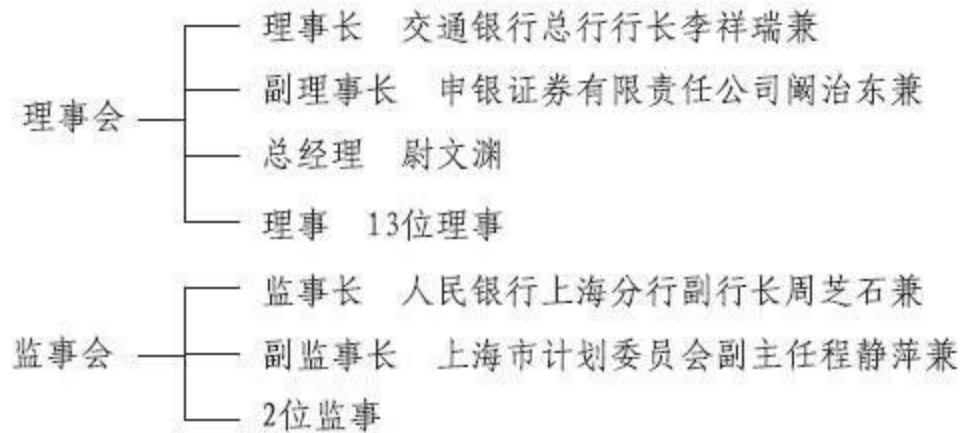 理事会
理事长 交通银行总行行长李祥瑞兼
副理事长 申银证券有限责任公司阚治东兼
总经理 尉文渊
理事 13位理事
监事会
监事长 人民银行上海分行副行长周芝石兼
副监事长 上海市计划委员会副主任程静萍兼
2位监事